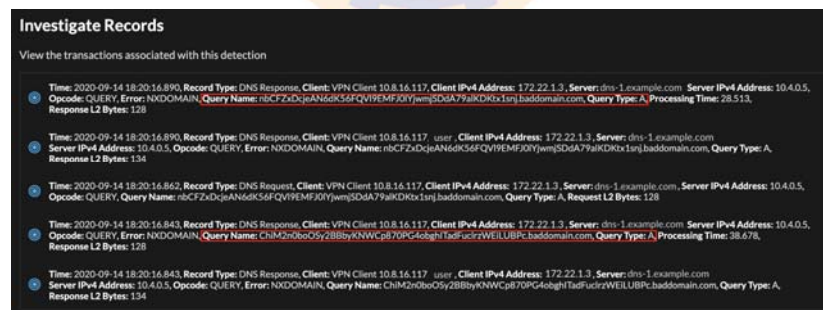 Investigate Records
View the transactions associated with this detection
Time: 2020-09-14 18:20:16.890, Record Type: DNS Response, Client: VPN Client 10.8.16.117, Client IPv4 Address: 172.22.1.3, Server: dns-1.example.com Server IPv4 Address: 10.4.0.5,
Opcode: QUERY, Error: NXDOMAIN, Query Name: nbCFZxDcjeAN6dK56FQVI9EMFJ0IYjwmjSDdA79alKDKtx1snj.baddomain.com, Query Type: A, Processing Time: 28.513,
Response L2 Bytes: 128
Time: 2020-09-14 18:20:16.890, Record Type: DNS Response, Client: VPN Client 10.8.16.117 user , Client IPv4 Address: 172.22.1.3, Server: dns-1.example.com
Server IPv4 Address: 10.4.0.5, Opcode: QUERY, Error: NXDOMAIN, Query Name: nbCFZxDcjeAN6dK56FQVI9EMFJ0IYjwmjSDdA79alKDKtx1snj.baddomain.com, Query Type: A,
Response L2 Bytes: 134
Time: 2020-09-14 18:20:16.862, Record Type: DNS Request, Client: VPN Client 10.8.16.117, Client IPv4 Address: 172.22.1.3, Server: dns-1.example.com, Server IPv4 Address: 10.4.0.5,
Opcode: QUERY, Query Name: nbCFZxDcjeAN6dK56FQVI9EMFJ0IYjwmjSDdA79alKDKtx1snj.baddomain.com, Query Type: A, Request L2 Bytes: 128
Time: 2020-09-14 18:20:16.843, Record Type: DNS Response, Client: VPN Client 10.8.16.117, Client IPv4 Address: 172.22.1.3, Server: dns-1.example.com Server IPv4 Address: 10.4.0.5,
Opcode: QUERY, Error: NXDOMAIN, Query Name: ChiM2n0boOSy2BBbyKNWCp870PG4obghITadFucirzWEiLUBPc.baddomain.com, Query Type: A, Processing Time: 38.678,
Response L2 Bytes: 128
Time: 2020-09-14 18:20:16.843, Record Type: DNS Response, Client: VPN Client 10.8.16.117 user , Client IPv4 Address: 172.22.1.3, Server: dns-1.example.com
Server IPv4 Address: 10.4.0.5, Opcode: QUERY, Error: NXDOMAIN, Query Name: ChiM2n0boOSy2BBbyKNWCp870PG4obghITadFucirzWEiLUBPc.baddomain.com, Query Type: A,
Response L2 Bytes: 134